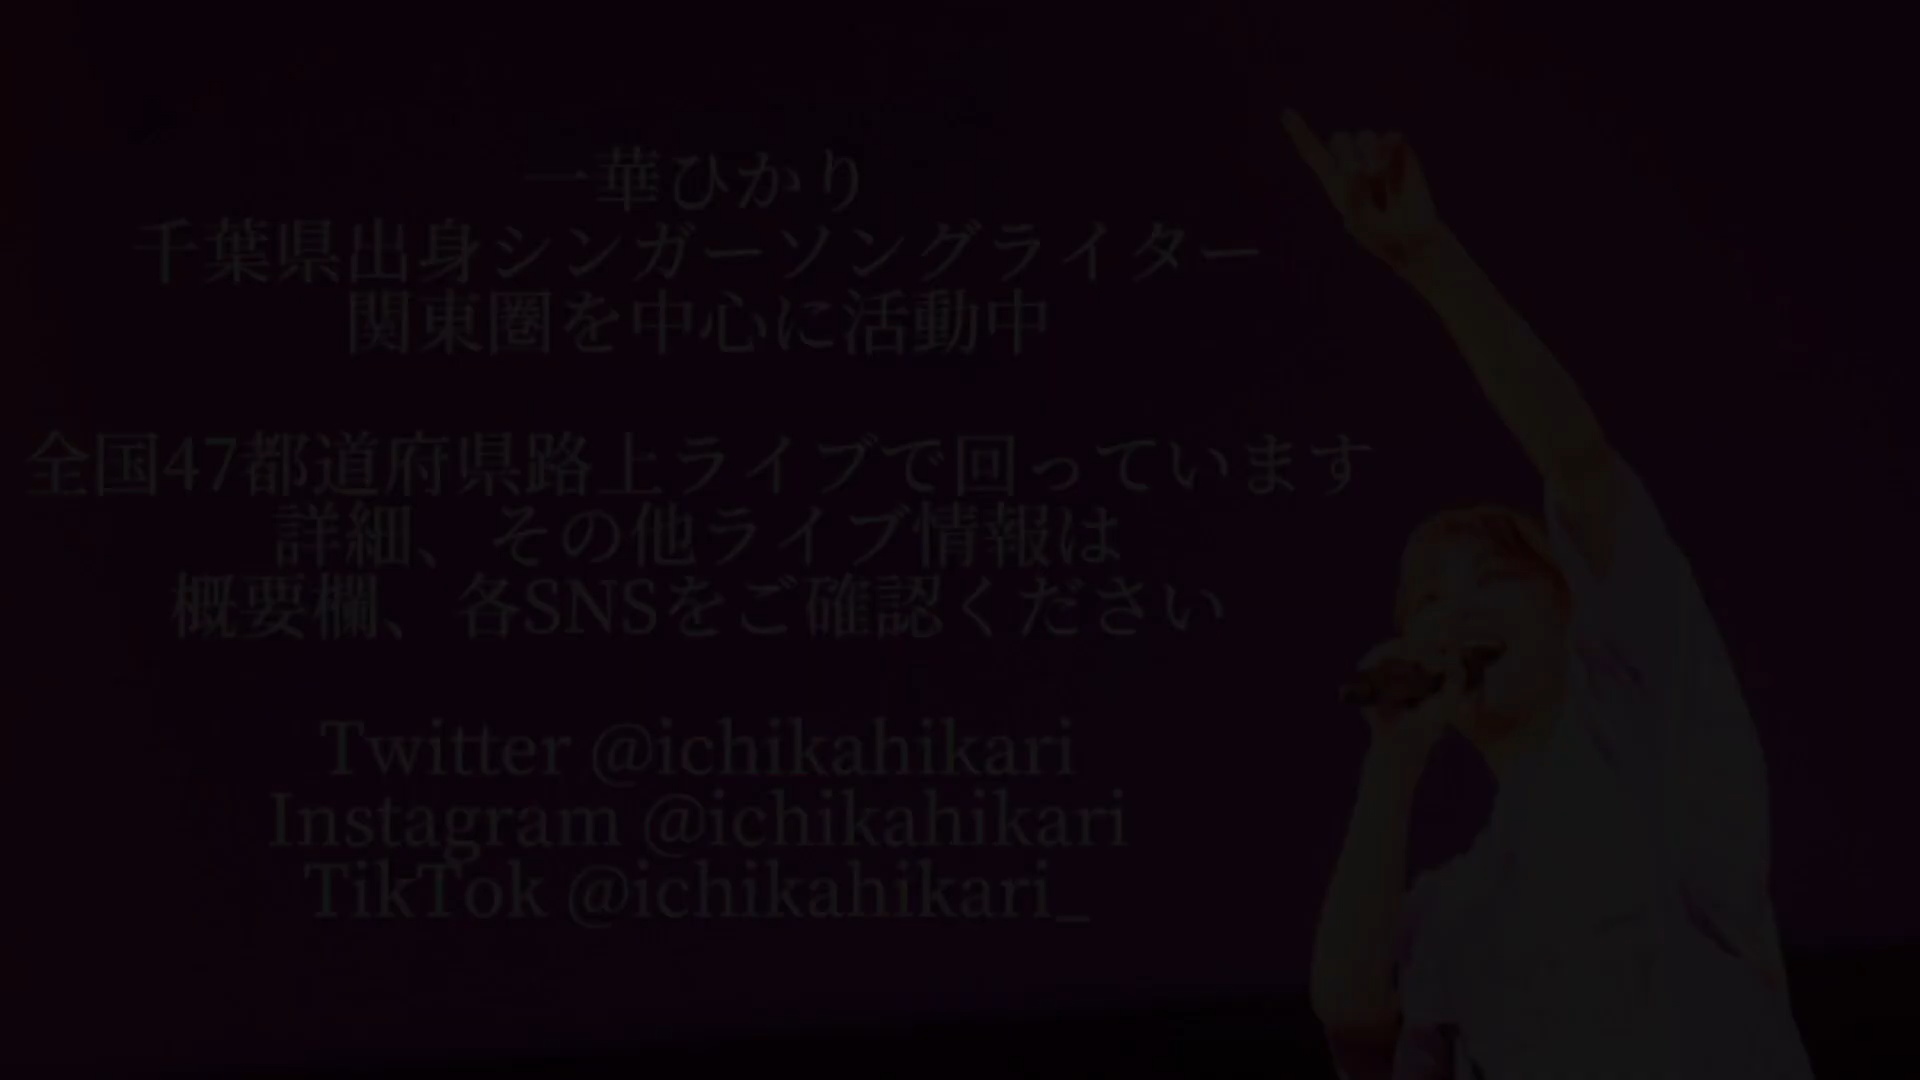 一華ひかり
千葉県出身シンガーソングライター
関東圏を中心に活動中
全国47都道府県路上ライブで回っています
詳細、その他ライブ情報は
概要欄、各SNSをご確認ください
Twitter @ichikahikari
Instagram @ichikahikari
TikTok @ichikahikari_